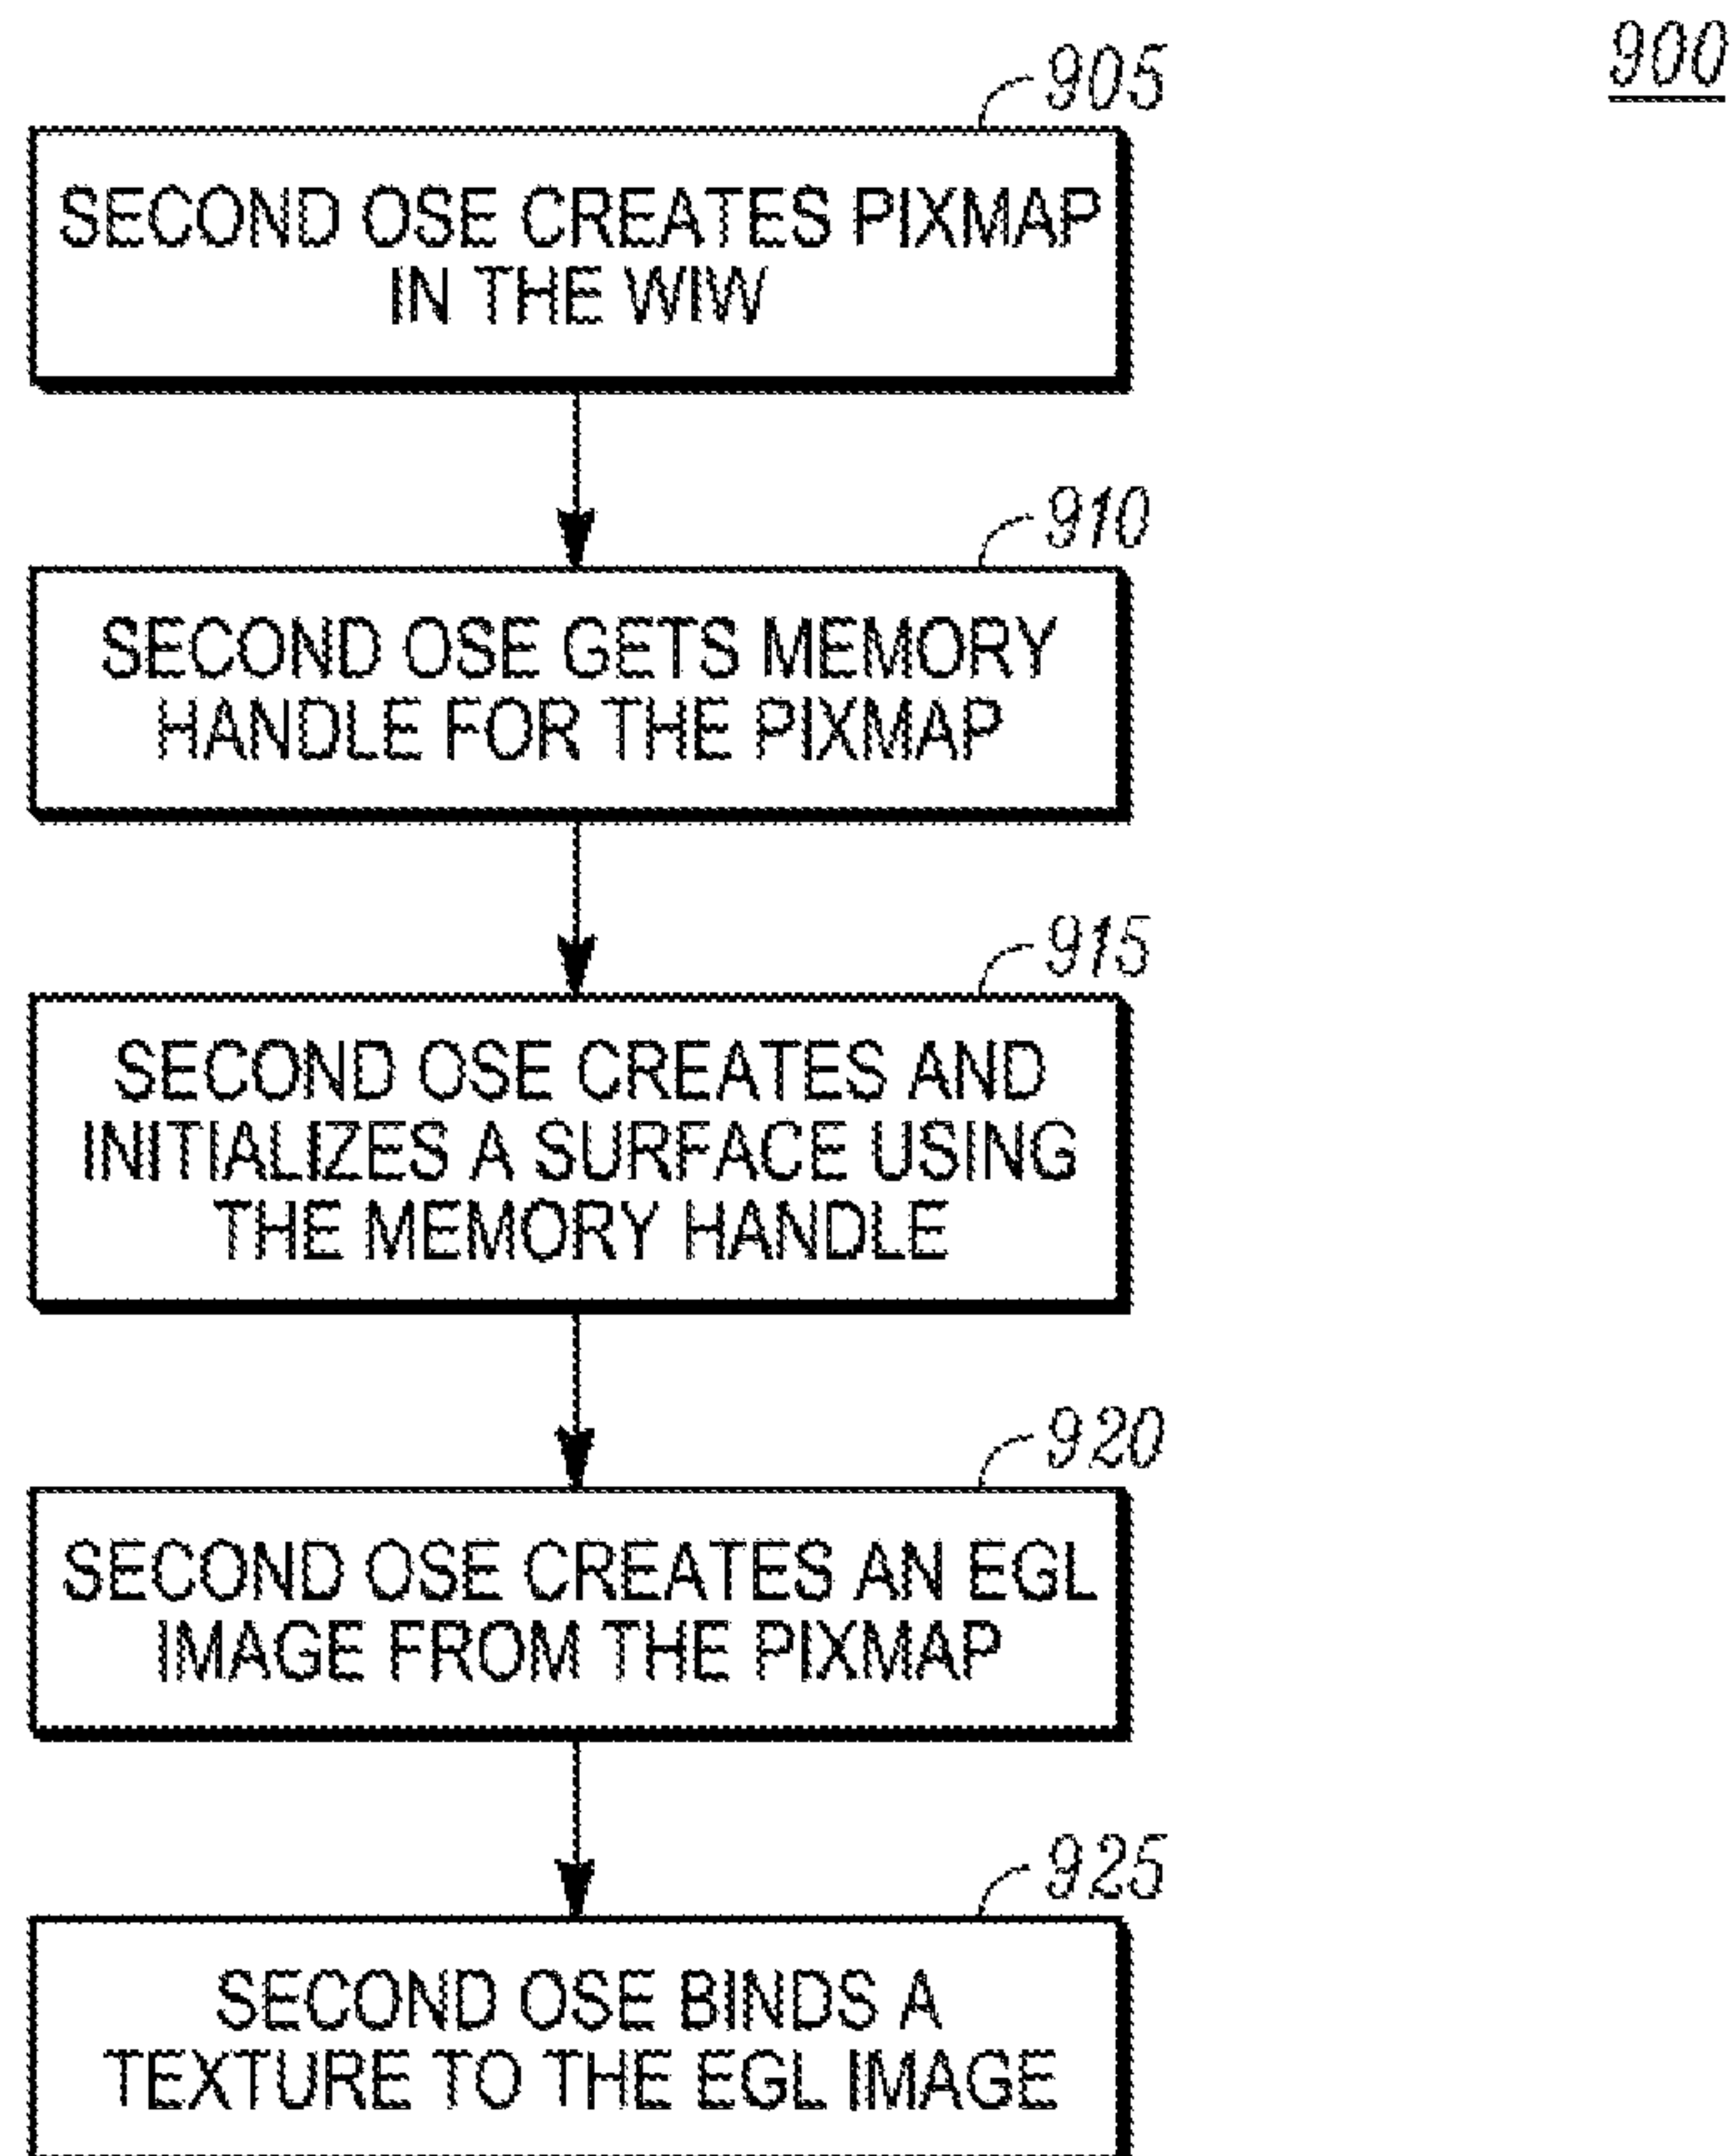 900
905
SECOND OSE CREATES PIXMAP
IN THE WIW
910
SECOND OSE GETS MEMORY
HANDLE FOR THE PIXMAP
915
SECOND OSE CREATES AND
INITIALIZES A SURFACE USING
THE MEMORY HANDLE
920
SECOND OSE CREATES AN EGL
IMAGE FROM THE PIXMAP
925
SECOND OSE BINDS A
TEXTURE TO THE EGL IMAGE